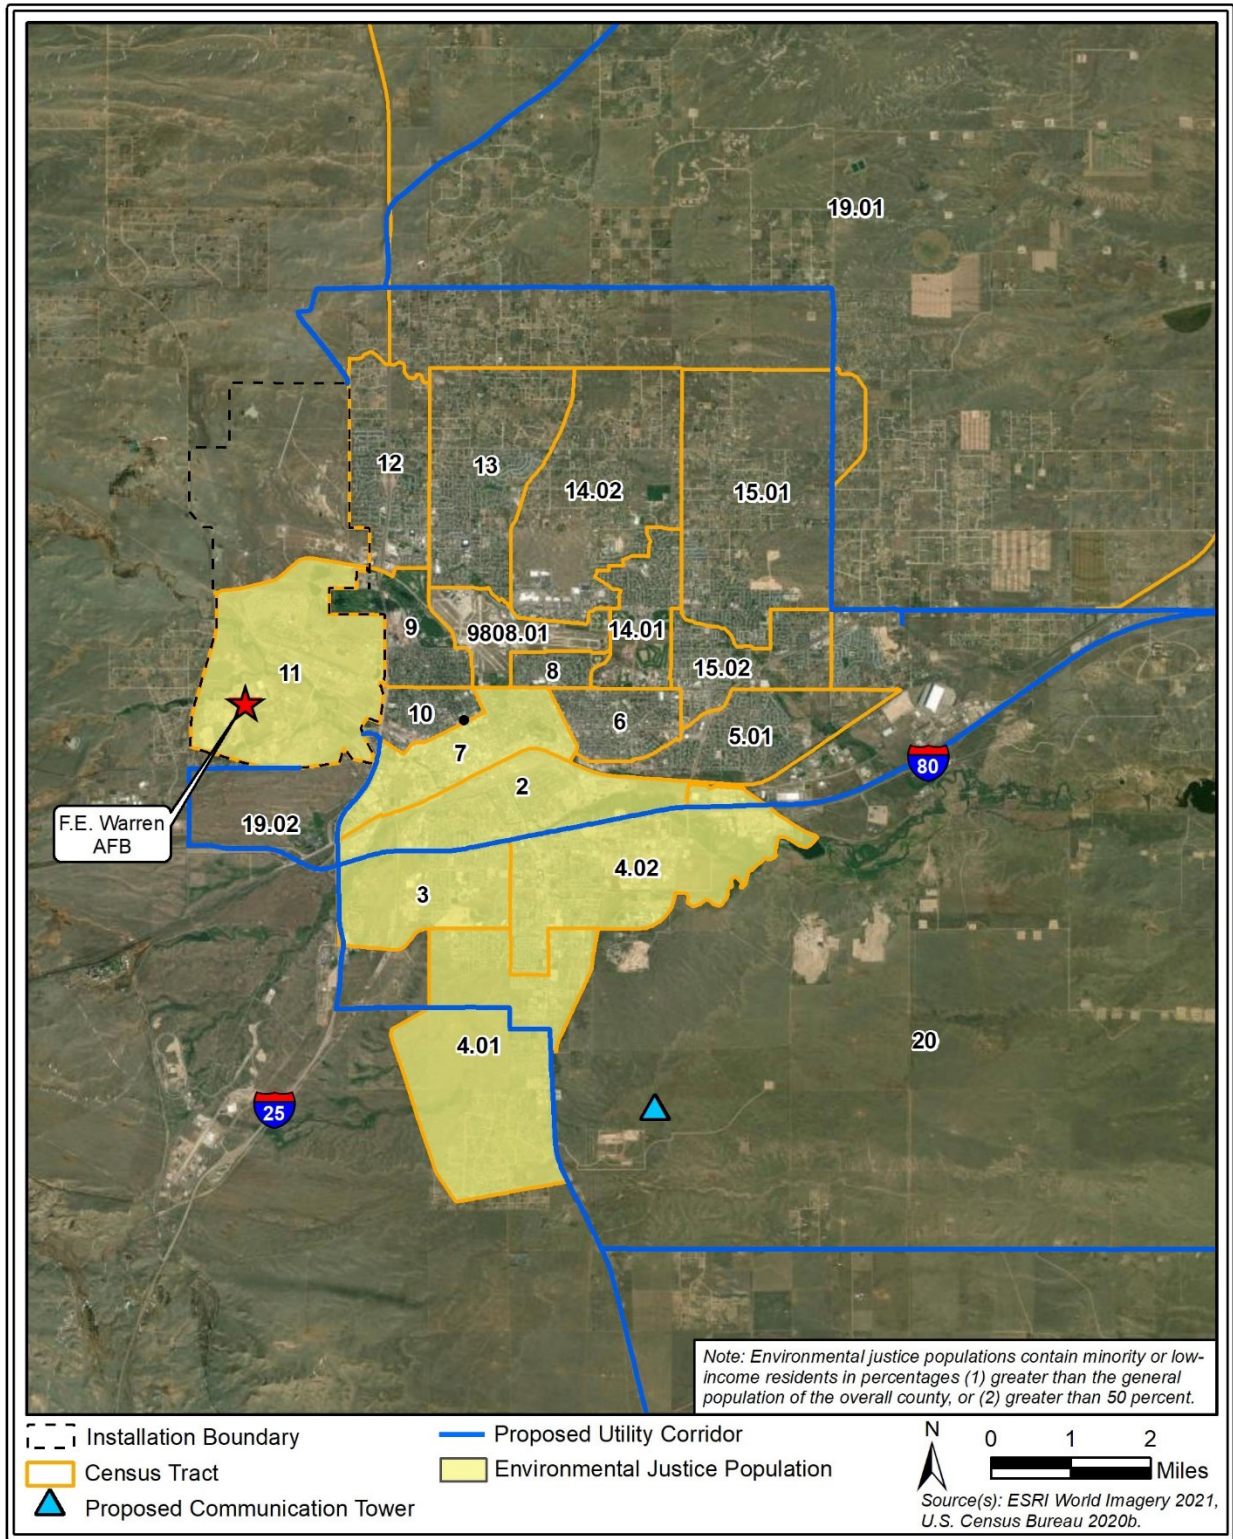 19.01
12
13
14.02
15.01
9
9808.01
14.01
8
15.02
11
10
6
5.01
7
2
80
F.E. Warren
AFB
19.02
4.02
3
4.01
20
25
Note: Environmental justice populations contain minority or low-
income residents in percentages (1) greater than the general
population of the overall county, or (2) greater than 50 percent.
Installation Boundary
Census Tract
Proposed Communication Tower
Proposed Utility Corridor
Environmental Justice Population
N
0 1 2
Miles
Source(s): ESRI World Imagery 2021,
U.S. Census Bureau 2020b.